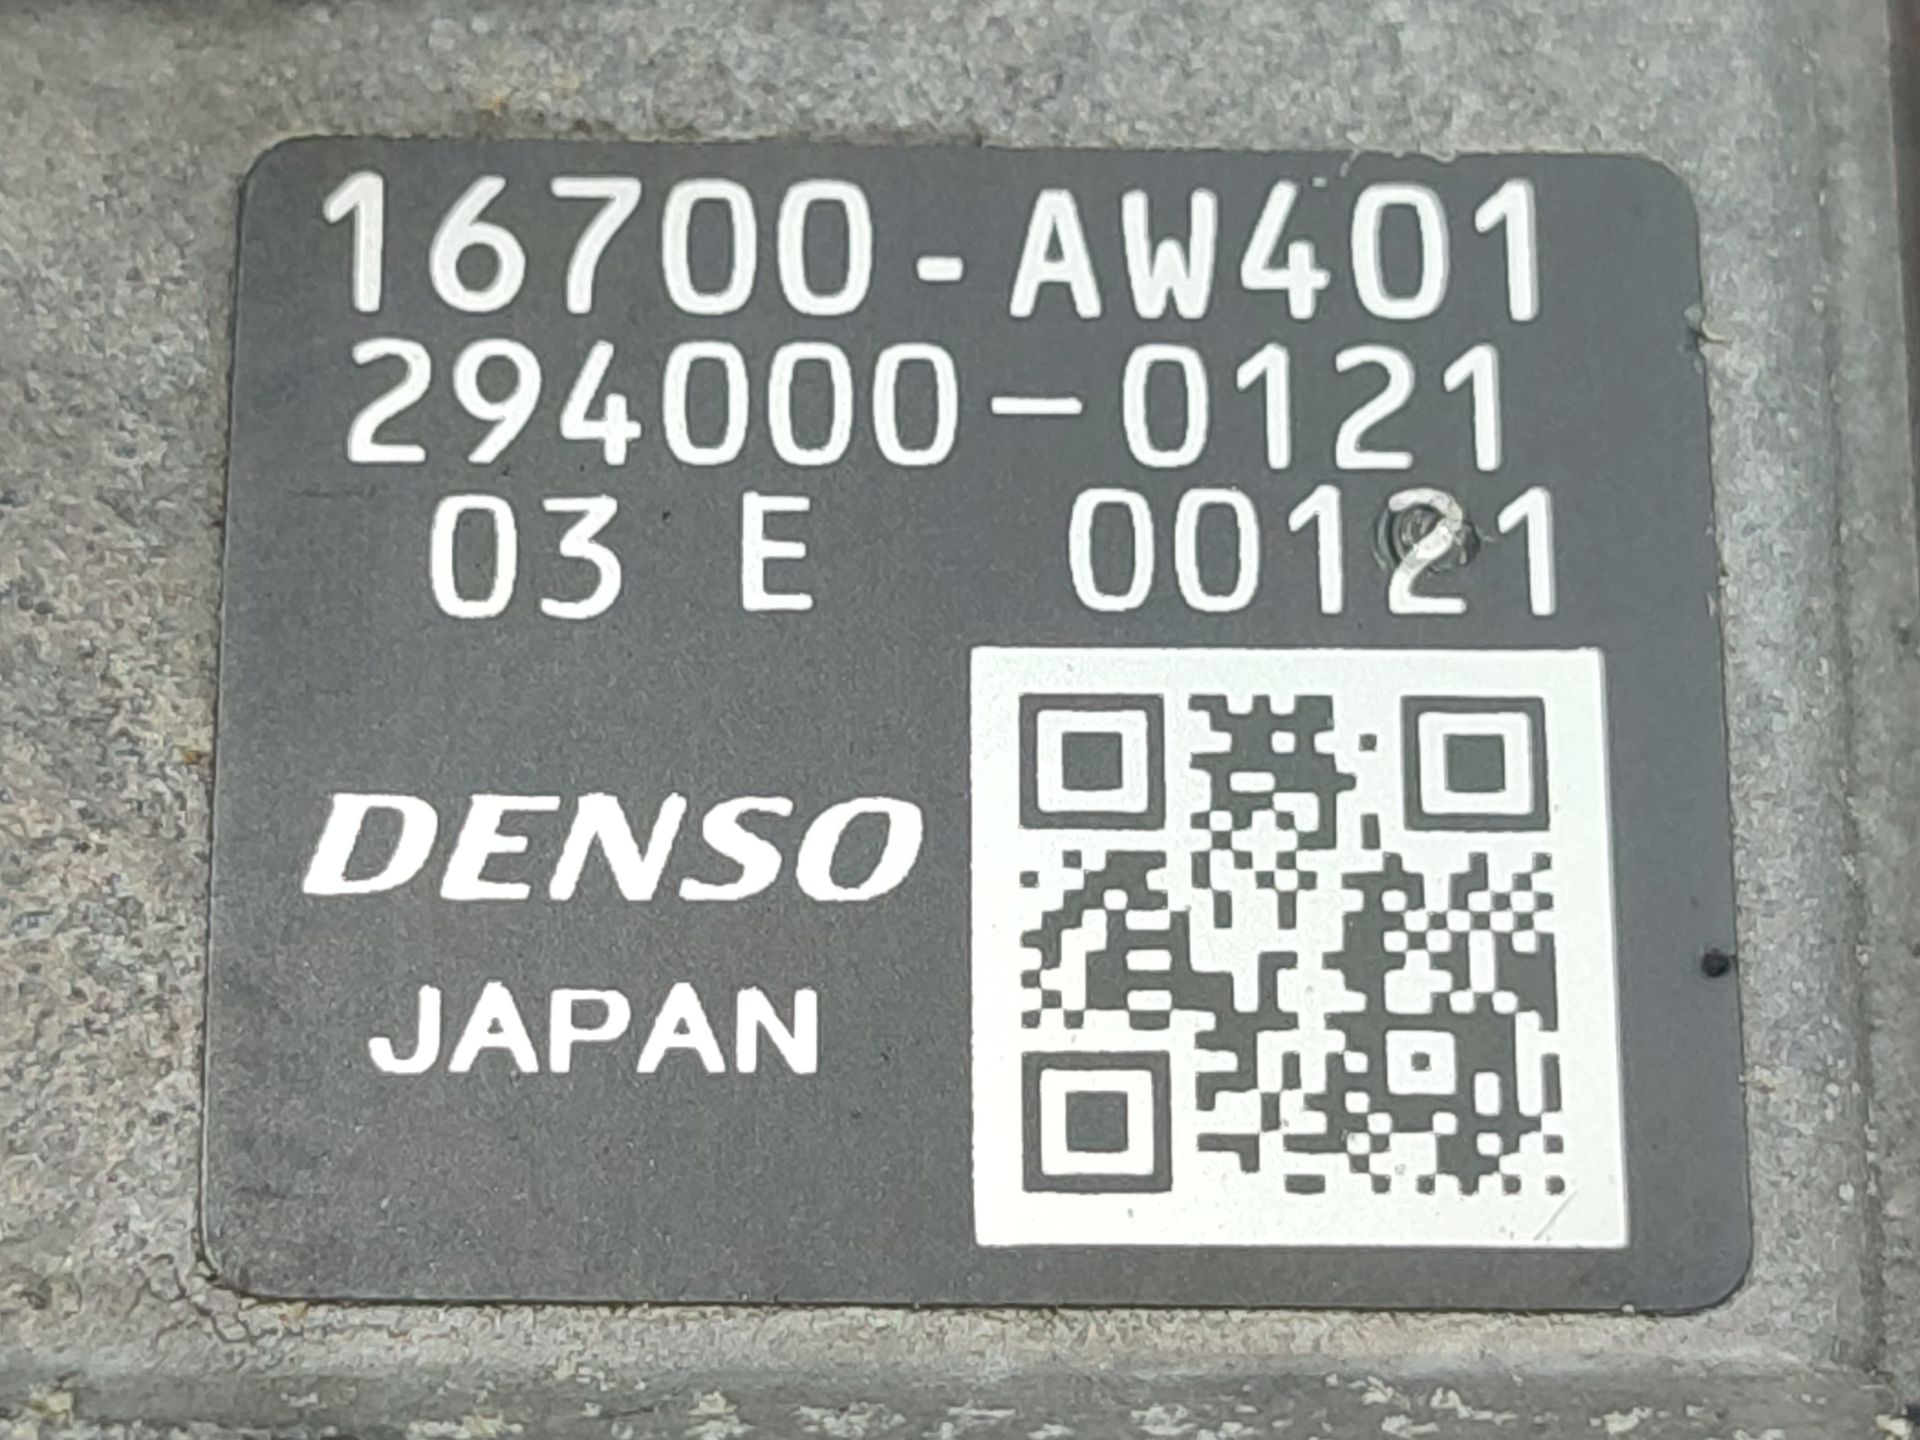 16700-AW401
294000-0121
03 E 00121
DENSO
JAPAN